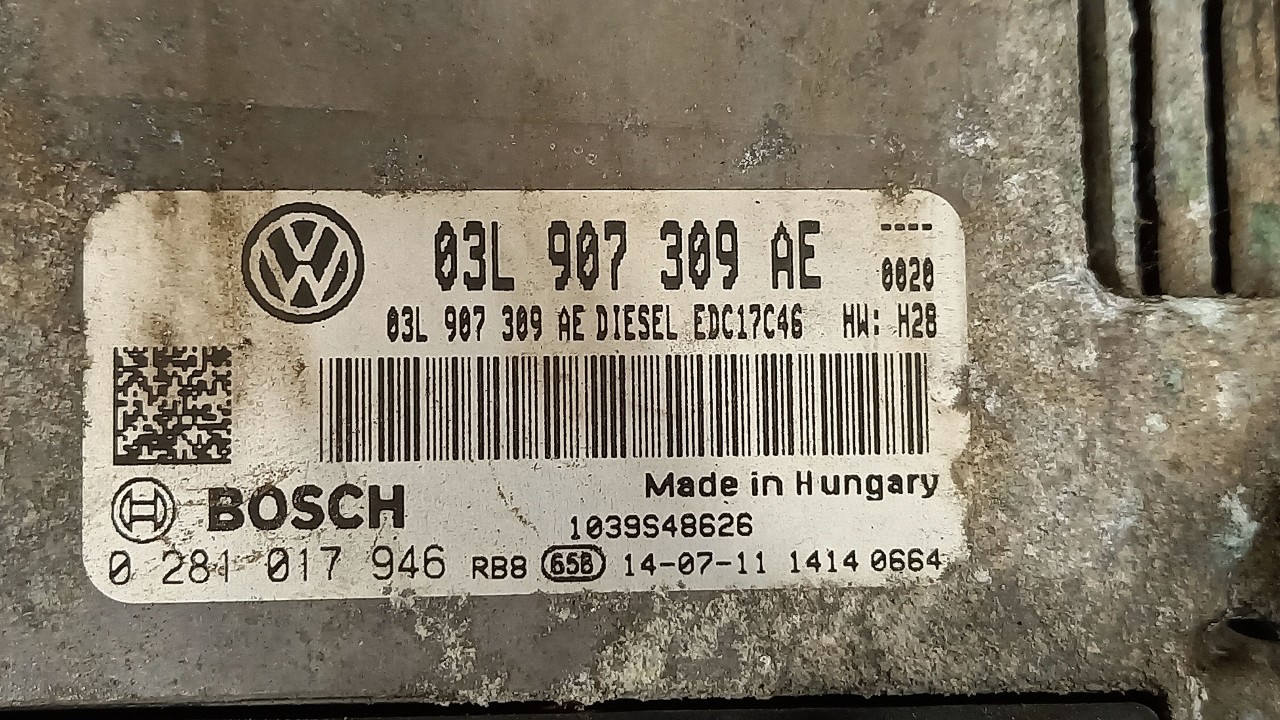 03L 907 309 AE ----
0020
03L 907 309 AE DIESEL EDC17C46 HW: H28
Made in Hungary
BOSCH
1039S48626
0 281 017 946 RB8 658 14-07-11 1414 0664